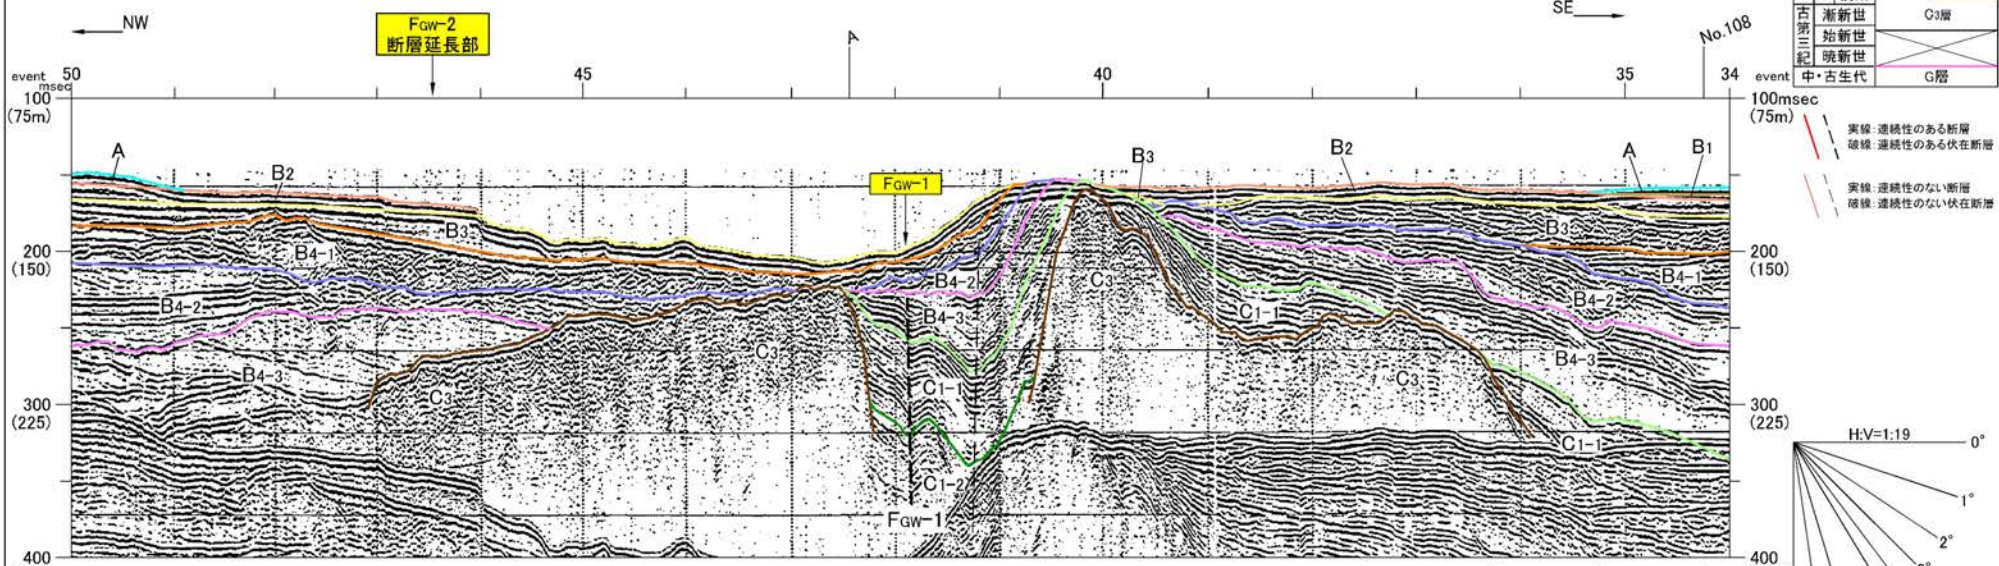 NW
FGW-2
断層延長部
A
SE
No.108
古第三紀
漸新世
C3層
始新世
暁新世
中・古生代
G層
event 50 45 40 35 34 event
msec
100
(75m)
100msec
(75m)
実線:連続性のある断層
破線:連続性のある伏在断層
実線:連続性のない断層
破線:連続性のない伏在断層
A
B2
FGW-1
B3
B2
A
B1
B3
B3
200
(150)
B4-1
B4-2
C3
B4-1
200
(150)
B4-2
B4-3
C1-1
B4-2
C3
B4-3
B4-3
C3
C1-1
C3
300
(225)
300
(225)
C1-1
H:V=1:19
0°
C1-2
1°
FGW-1
2°
400
400